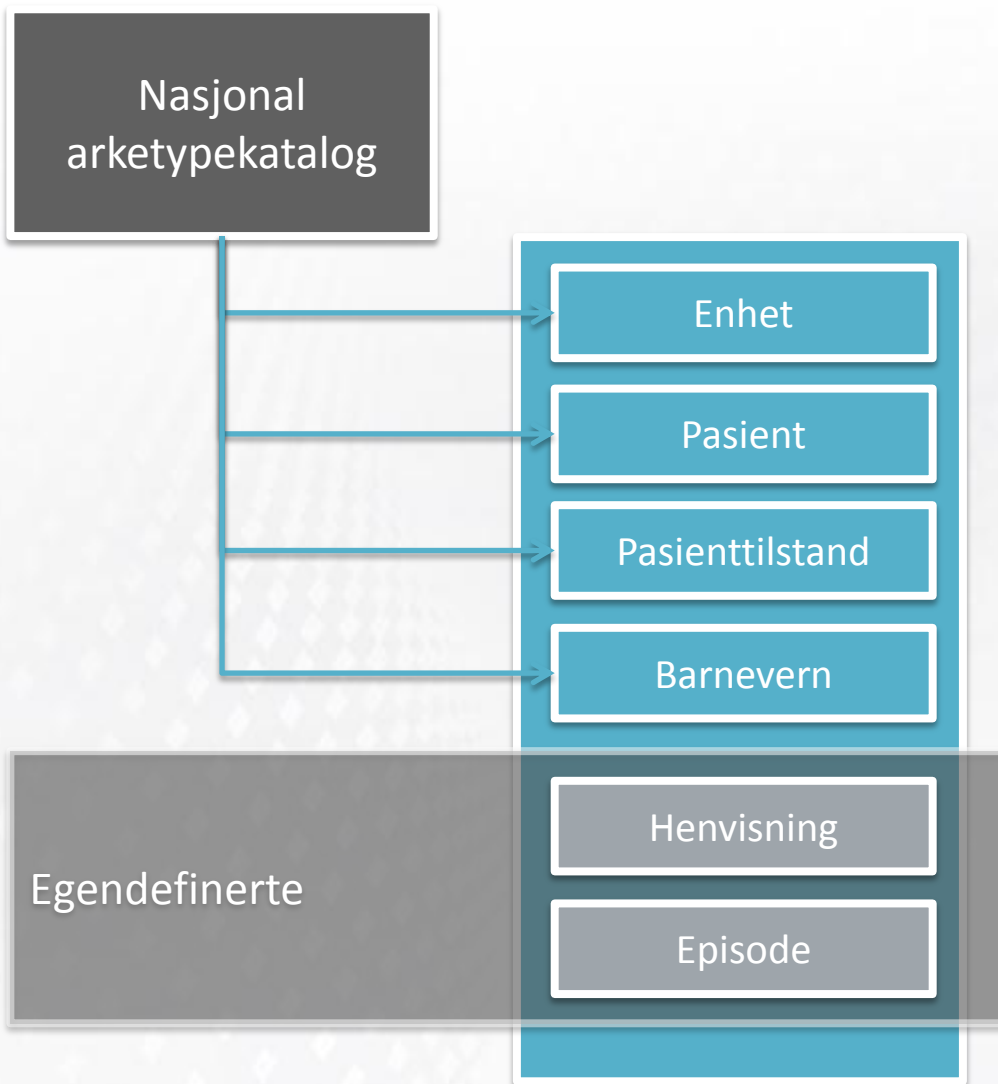 Nasjonal
arketypekatalog
Enhet
Pasient
Pasienttilstand
Barnevern
Henvisning
Egendefinerte
Episode